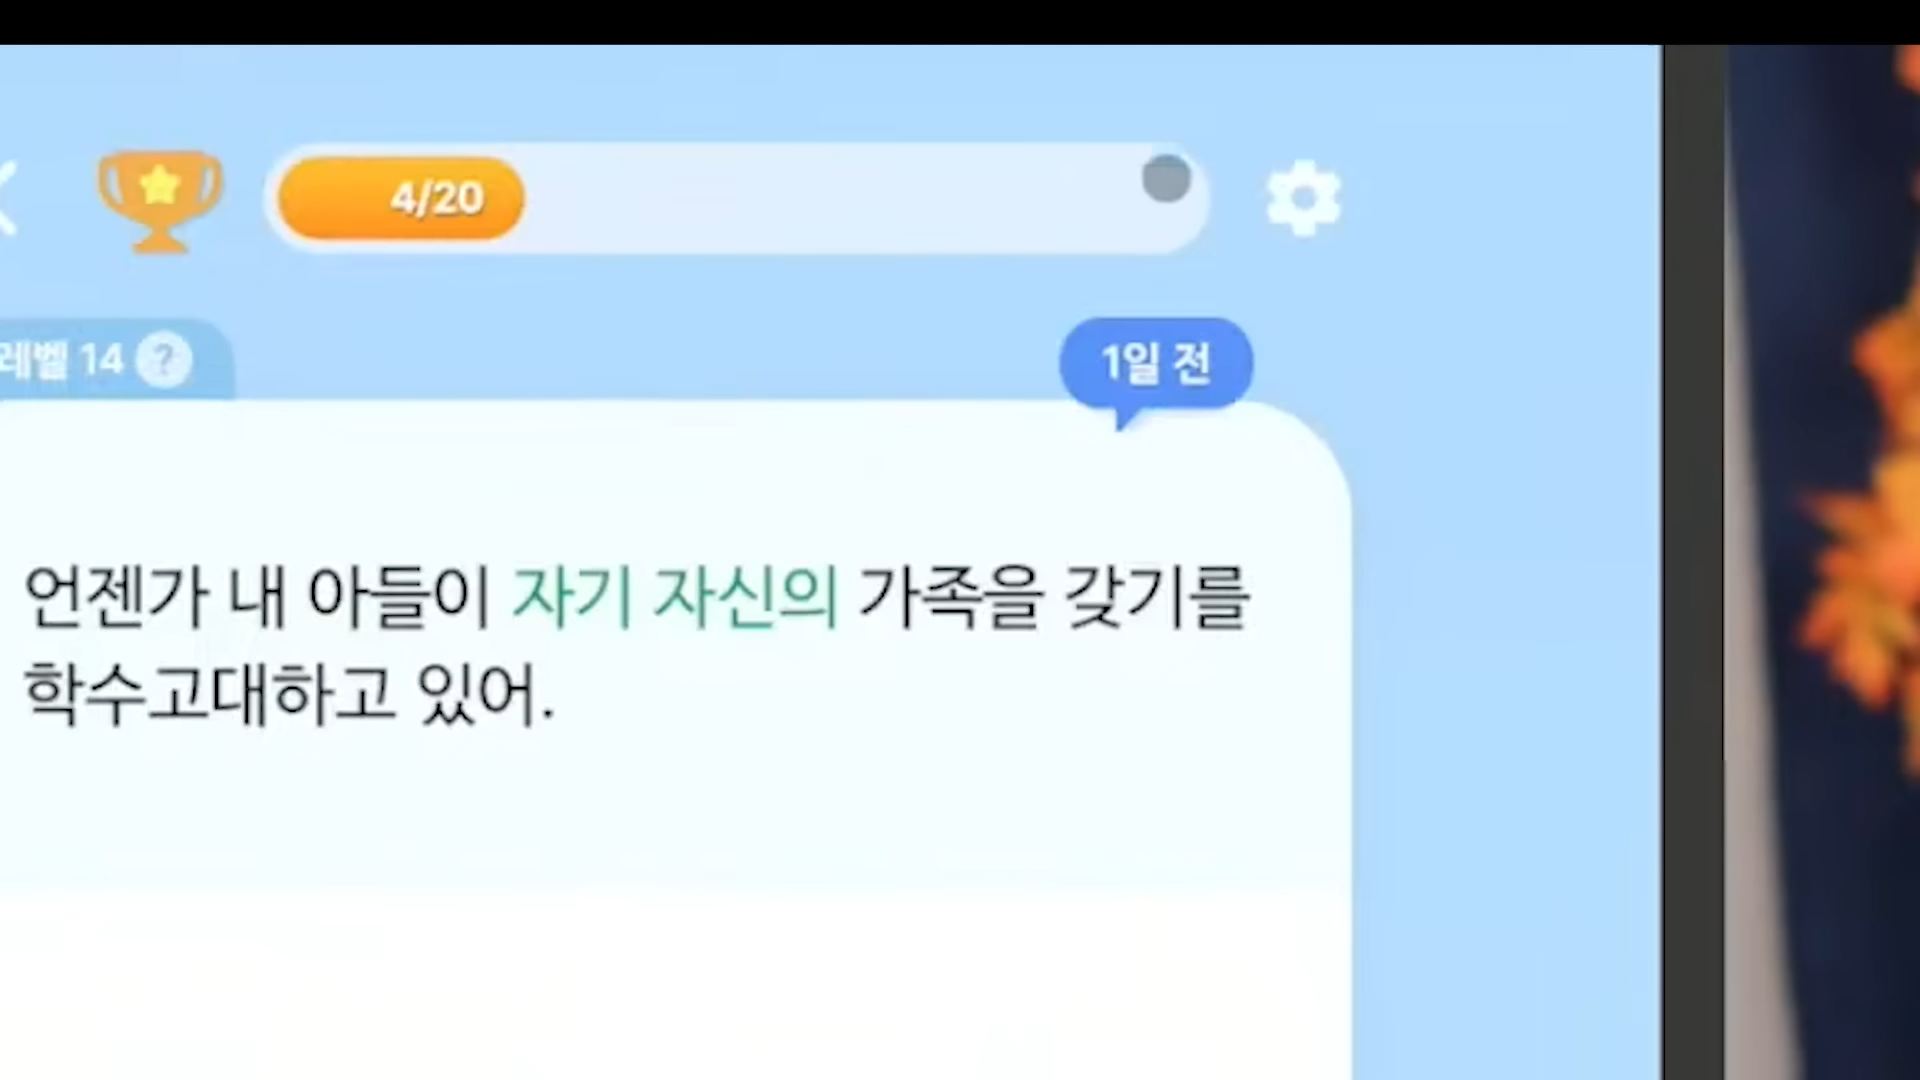 4/20
레벨 14 ?
1일 전
언젠가 내 아들이 자기 자신의 가족을 갖기를
학수고대하고 있어.